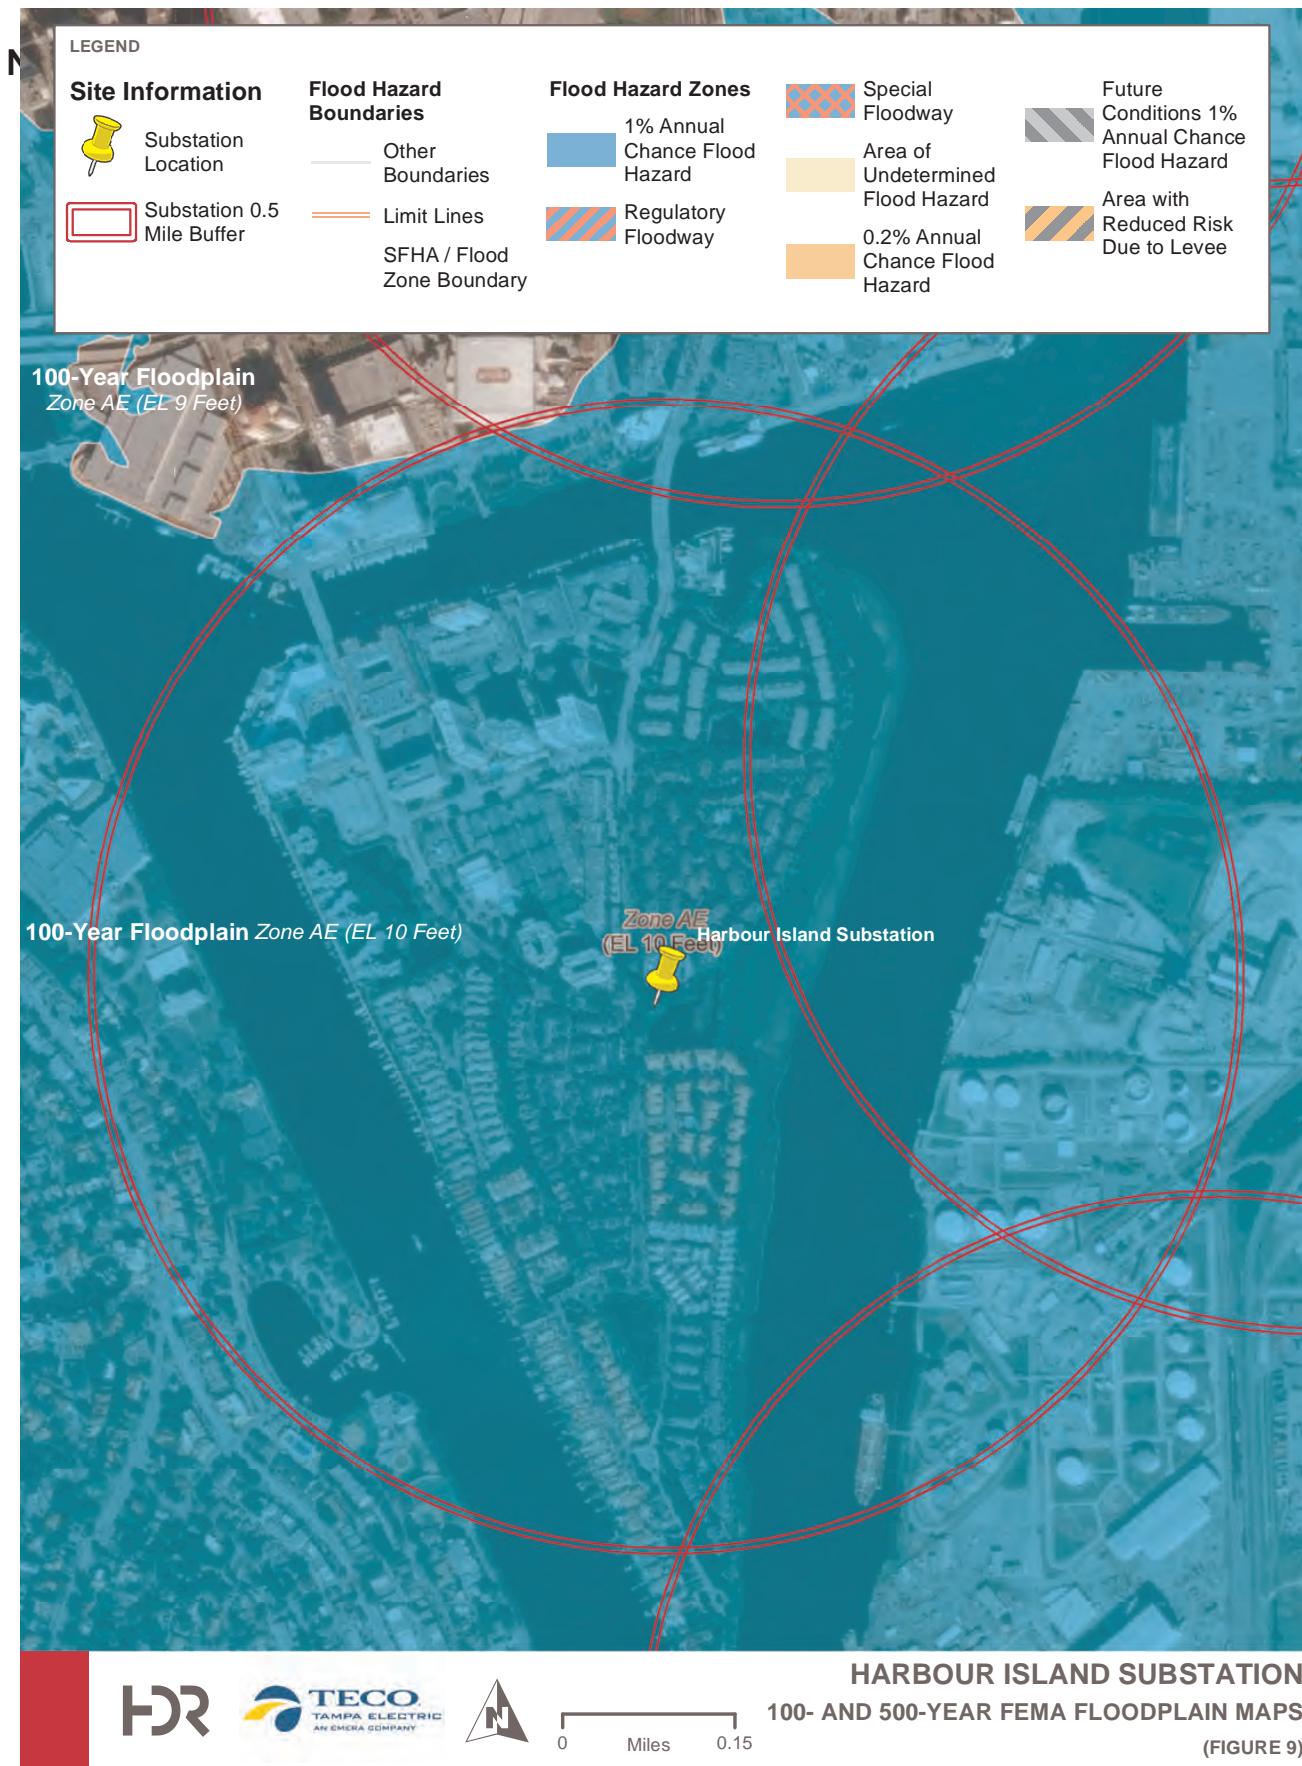 N
LEGEND
Site Information
Substation
Location
Substation 0.5
Mile Buffer
Flood Hazard
Boundaries
Other
Boundaries
Limit Lines
SFHA / Flood
Zone Boundary
Flood Hazard Zones
1% Annual
Chance Flood
Hazard
Regulatory
Floodway
Special
Floodway
Area of
Undetermined
Flood Hazard
0.2% Annual
Chance Flood
Hazard
Future
Conditions 1%
Annual Chance
Flood Hazard
Area with
Reduced Risk
Due to Levee
100-Year Floodplain
Zone AE (EL 9 Feet)
100-Year Floodplain Zone AE (EL 10 Feet)
Zone AE
(EL 10 Feet)
Harbour Island Substation
HDR
TECO
TAMPA ELECTRIC
AN EMERA COMPANY
N
0 Miles 0.15
HARBOUR ISLAND SUBSTATION
100- AND 500-YEAR FEMA FLOODPLAIN MAPS
(FIGURE 9)